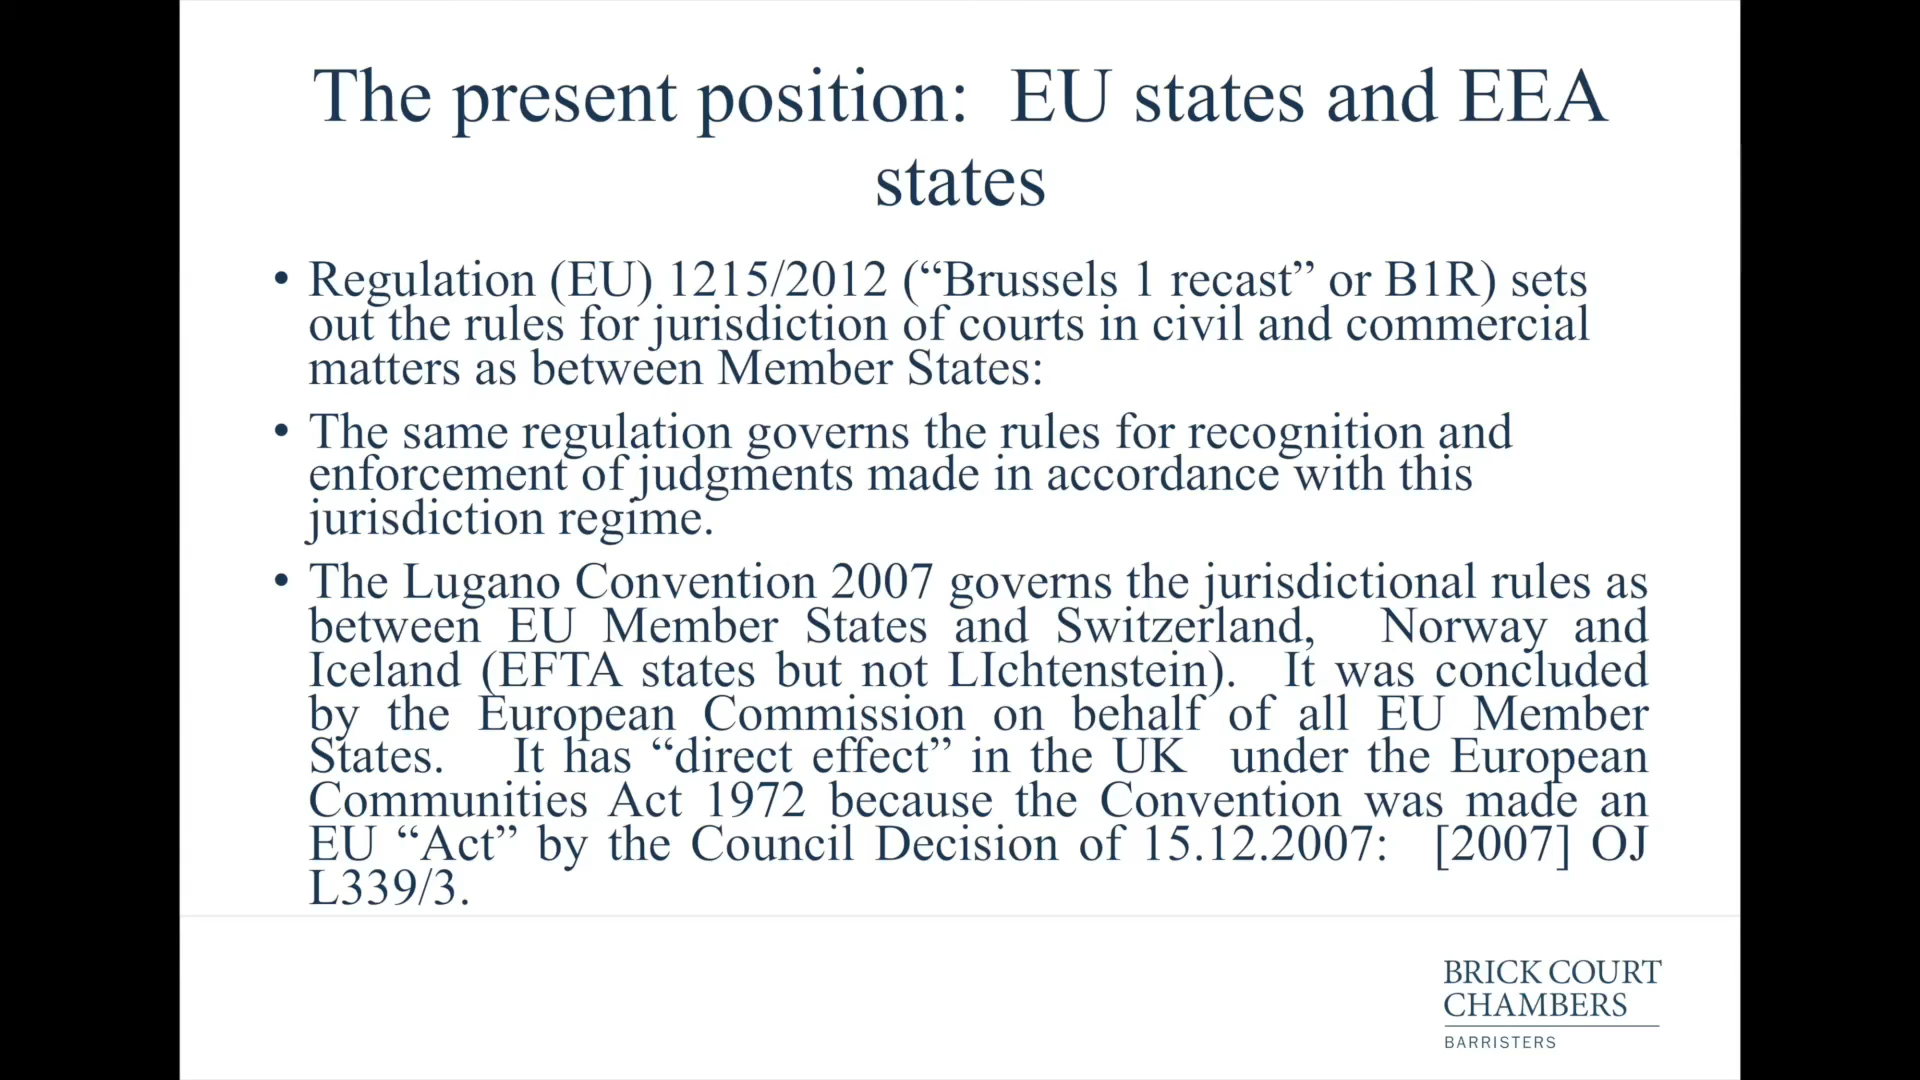 The present position:  EU states and EEA
states
• Regulation (EU) 1215/2012 (“Brussels 1 recast” or B1R) sets
out the rules for jurisdiction of courts in civil and commercial
matters as between Member States:
• The same regulation governs the rules for recognition and
enforcement of judgments made in accordance with this
jurisdiction regime.
• The Lugano Convention 2007 governs the jurisdictional rules as
between EU Member States and Switzerland,  Norway and
Iceland (EFTA states but not LIchtenstein).  It was concluded
by the European Commission on behalf of all EU Member
States.  It has “direct effect” in the UK  under the European
Communities Act 1972 because the Convention was made an
EU “Act” by the Council Decision of 15.12.2007:  [2007] OJ
L339/3.
BRICK COURT
CHAMBERS
BARRISTERS